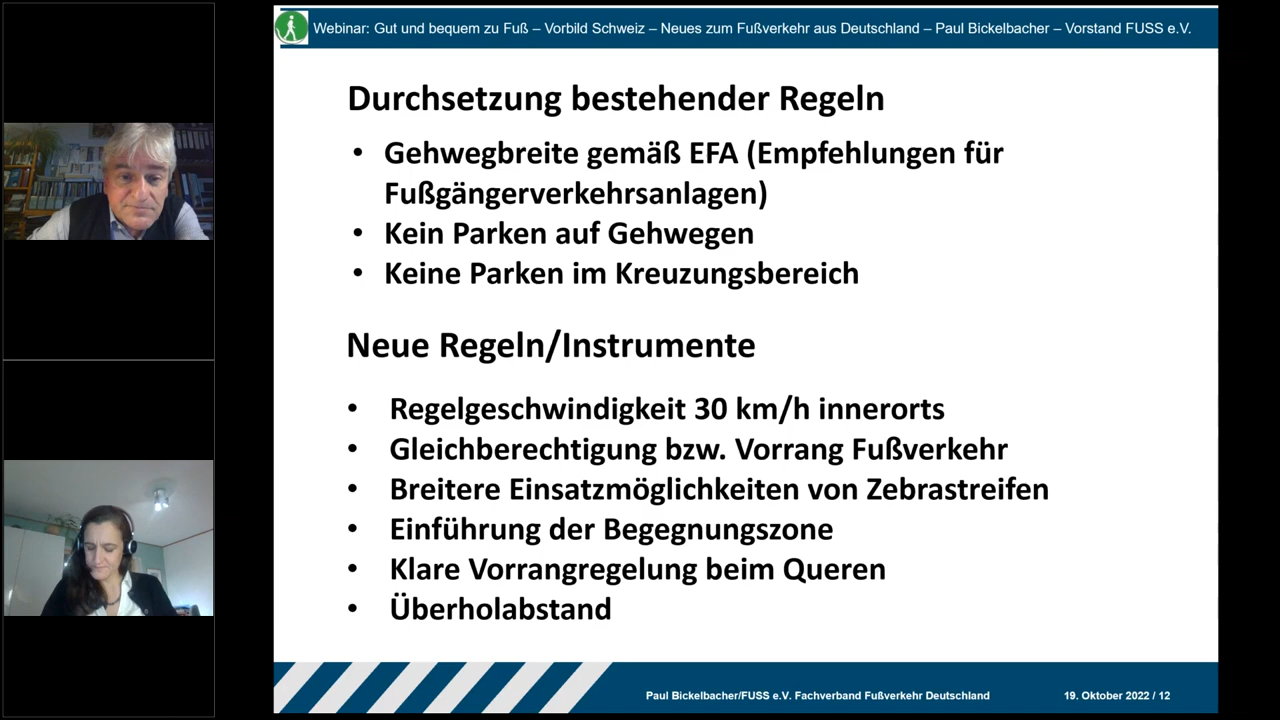 Webinar: Gut und bequem zu Fuß – Vorbild Schweiz – Neues zum Fußverkehr aus Deutschland – Paul Bickelbacher – Vorstand FUSS e.V.
Durchsetzung bestehender Regeln
• Gehwegbreite gemäß EFA (Empfehlungen für
Fußgängerverkehrsanlagen)
• Kein Parken auf Gehwegen
• Keine Parken im Kreuzungsbereich
Neue Regeln/Instrumente
• Regelgeschwindigkeit 30 km/h innerorts
• Gleichberechtigung bzw. Vorrang Fußverkehr
• Breitere Einsatzmöglichkeiten von Zebrastreifen
• Einführung der Begegnungszone
• Klare Vorrangregelung beim Queren
• Überholabstand
Paul Bickelbacher/FUSS e.V. Fachverband Fußverkehr Deutschland 19. Oktober 2022 / 12